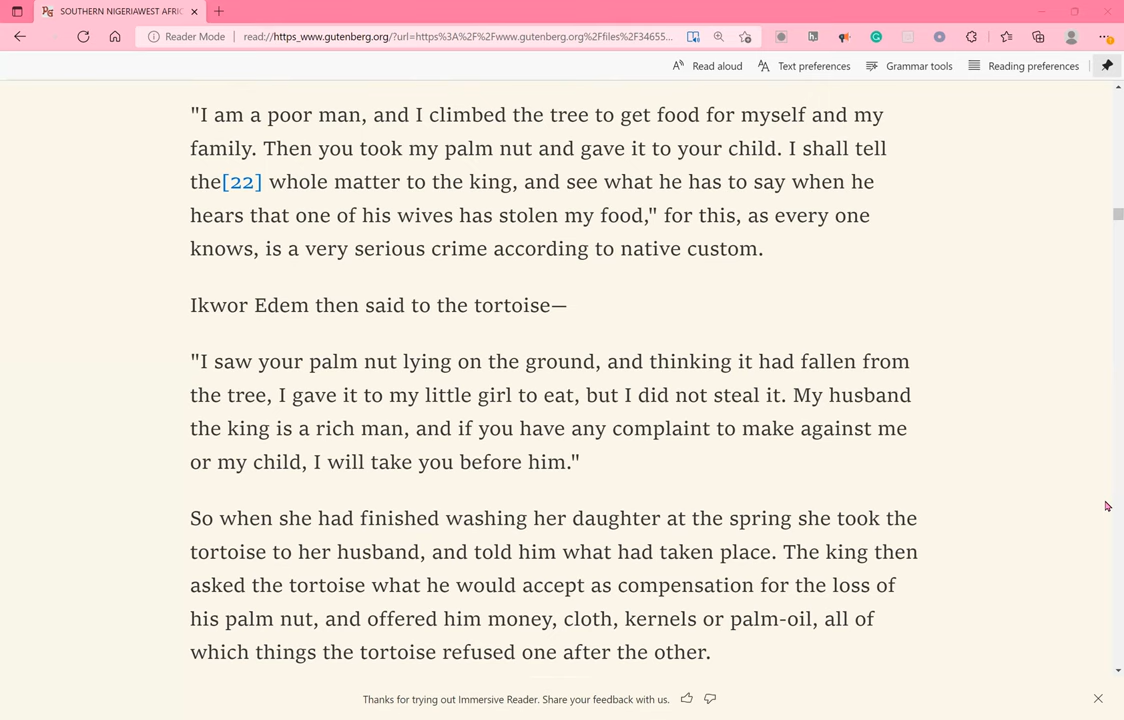 SOUTHERN NIGERIAWEST AFRIC
Reader Mode | read://https_www.gutenberg.org/?url=https%3A%2F%2Fwww.gutenberg.org%2Ffiles%2F34655...
Read aloud Text preferences Grammar tools Reading preferences
"I am a poor man, and I climbed the tree to get food for myself and my
family. Then you took my palm nut and gave it to your child. I shall tell
the[22] whole matter to the king, and see what he has to say when he
hears that one of his wives has stolen my food," for this, as every one
knows, is a very serious crime according to native custom.
Ikwor Edem then said to the tortoise—
"I saw your palm nut lying on the ground, and thinking it had fallen from
the tree, I gave it to my little girl to eat, but I did not steal it. My husband
the king is a rich man, and if you have any complaint to make against me
or my child, I will take you before him."
So when she had finished washing her daughter at the spring she took the
tortoise to her husband, and told him what had taken place. The king then
asked the tortoise what he would accept as compensation for the loss of
his palm nut, and offered him money, cloth, kernels or palm-oil, all of
which things the tortoise refused one after the other.
Thanks for trying out Immersive Reader. Share your feedback with us.